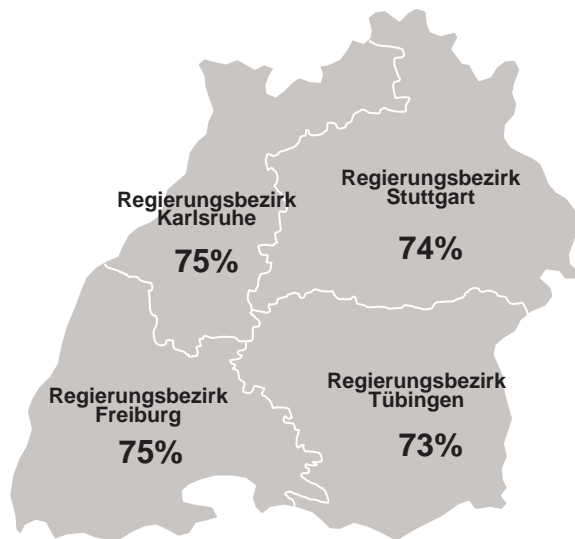 Regierungsbezirk
Karlsruhe
75%
Regierungsbezirk
Stuttgart
74%
Regierungsbezirk
Freiburg
75%
Regierungsbezirk
Tübingen
73%